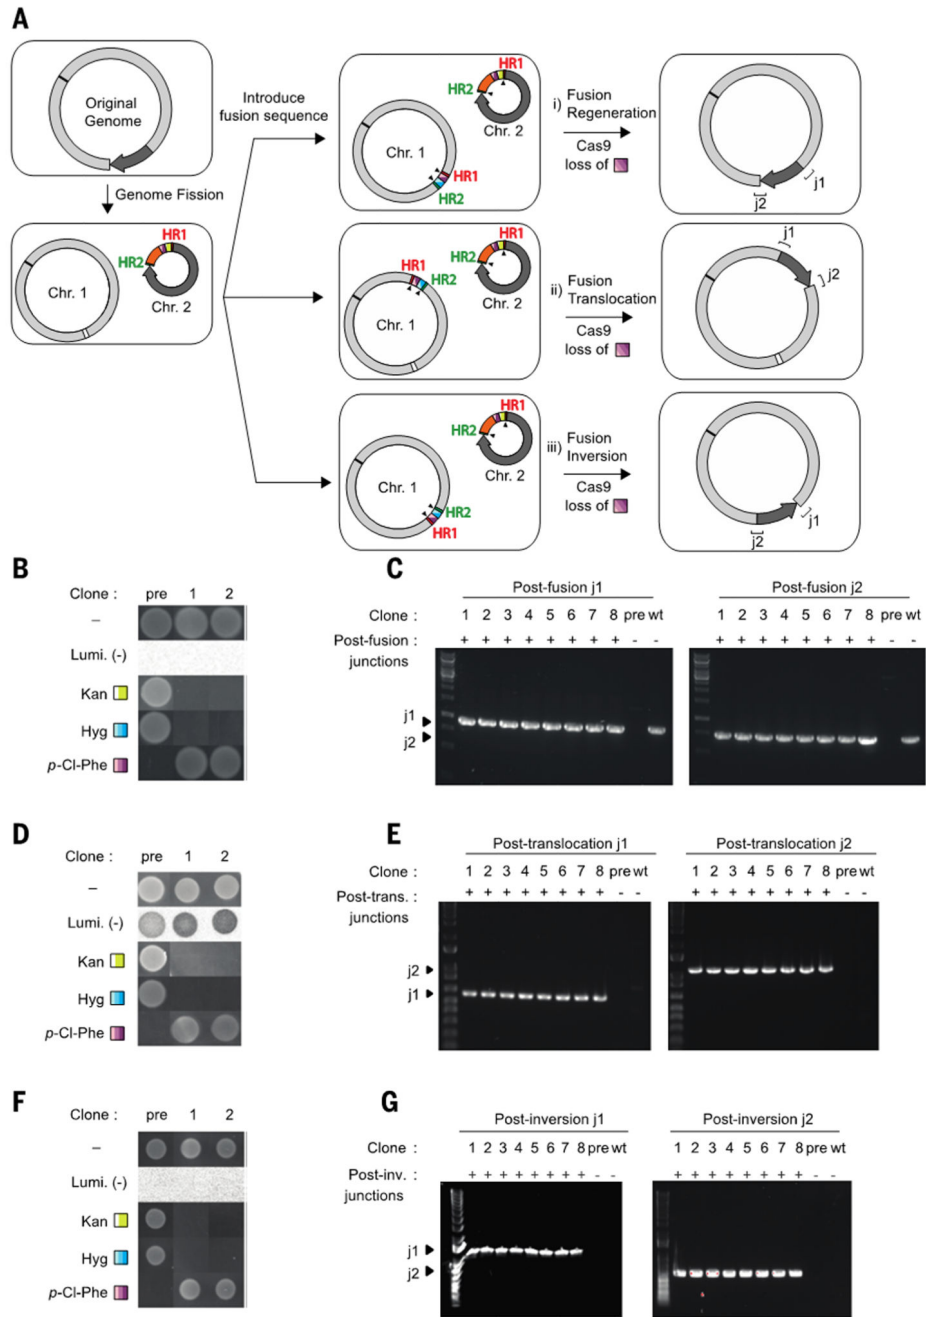 A
Original
Genome
Genome Fission
HR1
HR2
Chr. 1
Chr. 2
Introduce
fusion sequence
HR1
HR2
Chr. 2
Chr. 1
HR1
HR2
i) Fusion
Regeneration
Cas9
loss of
j1
j2
HR1
HR2
Chr. 2
HR1
HR2
Chr. 1
ii) Fusion
Translocation
Cas9
loss of
j1
j2
HR1
HR2
Chr. 2
Chr. 1
HR2
HR1
iii) Fusion
Inversion
Cas9
loss of
j1
j2
B
Clone : pre 1 2
–
Lumi. (-)
Kan
Hyg
p-Cl-Phe
C
Post-fusion j1 Post-fusion j2
Clone : 1 2 3 4 5 6 7 8 pre wt 1 2 3 4 5 6 7 8 pre wt
Post-fusion : + + + + + + + + - - + + + + + + + + - -
junctions
j1
j2
D
Clone : pre 1 2
–
Lumi. (-)
Kan
Hyg
p-Cl-Phe
E
Post-translocation j1 Post-translocation j2
Clone : 1 2 3 4 5 6 7 8 pre wt 1 2 3 4 5 6 7 8 pre wt
Post-trans. : + + + + + + + + - - + + + + + + + + - -
junctions
j2
j1
F
Clone : pre 1 2
–
Lumi. (-)
Kan
Hyg
p-Cl-Phe
G
Post-inversion j1 Post-inversion j2
Clone : 1 2 3 4 5 6 7 8 pre wt 1 2 3 4 5 6 7 8 pre wt
Post-inv. : + + + + + + + + - - + + + + + + + + - -
junctions
j1
j2